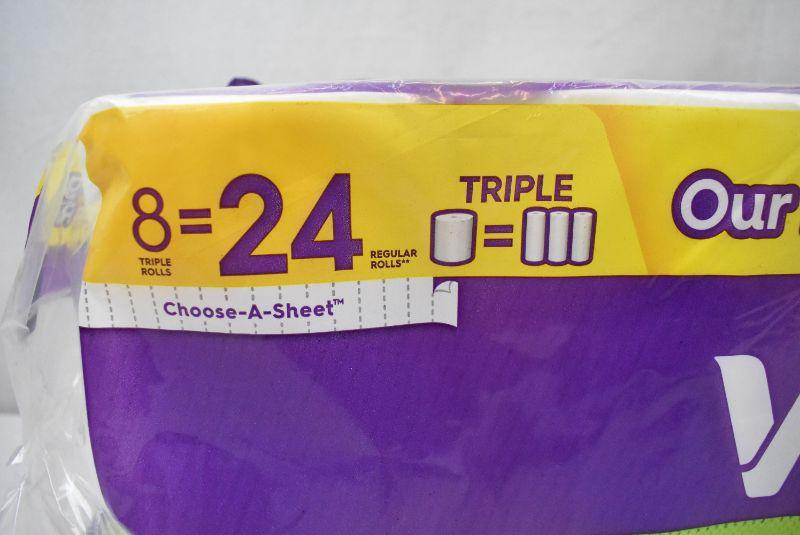 8 = 24
TRIPLE ROLLS
REGULAR ROLLS**
TRIPLE
=
Our
Choose-A-Sheet™
V